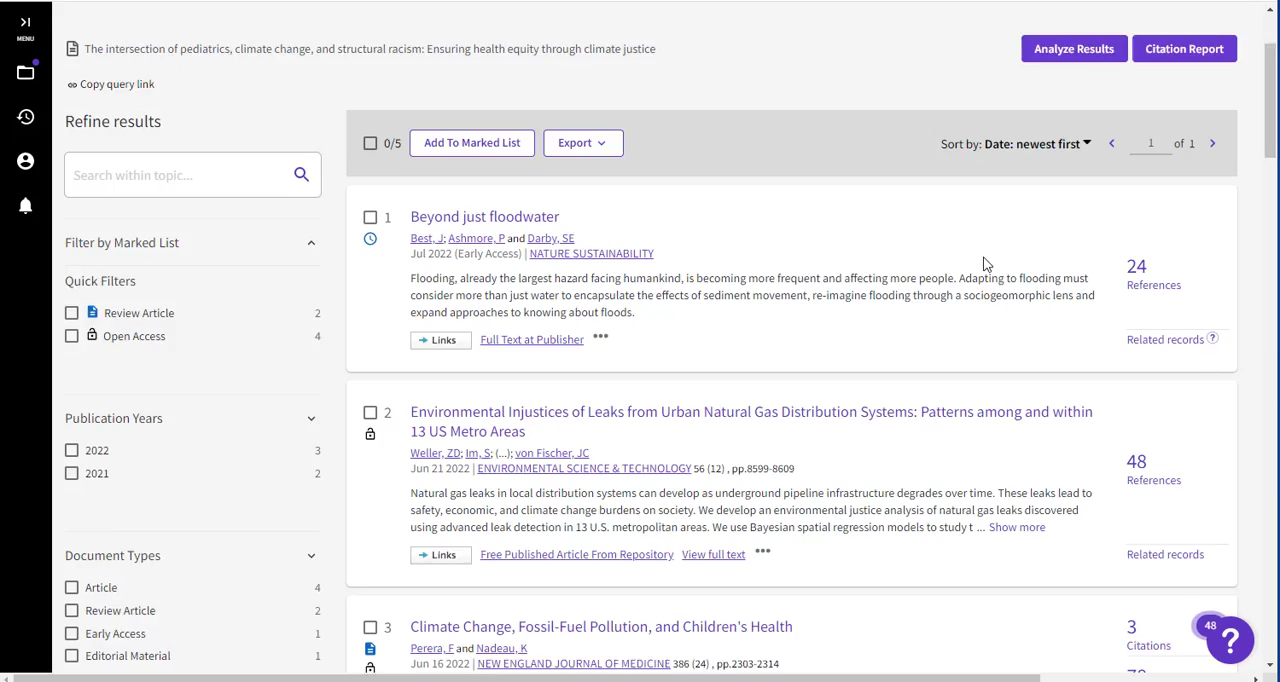 MENU
The intersection of pediatrics, climate change, and structural racism: Ensuring health equity through climate justice
Analyze Results
Citation Report
Copy query link
Refine results
Search within topic...
Filter by Marked List
Quick Filters
Review Article 2
Open Access 4
Publication Years
2022 3
2021 2
Document Types
Article 4
Review Article 2
Early Access 1
Editorial Material 1
0/5
Add To Marked List
Export
Sort by: Date: newest first
1 of 1
1 Beyond just floodwater
Best, J; Ashmore, P and Darby, SE
Jul 2022 (Early Access) | NATURE SUSTAINABILITY
Flooding, already the largest hazard facing humankind, is becoming more frequent and affecting more people. Adapting to flooding must
consider more than just water to encapsulate the effects of sediment movement, re-imagine flooding through a sociogeomorphic lens and
expand approaches to knowing about floods.
Links Full Text at Publisher •••
24
References
Related records ?
2 Environmental Injustices of Leaks from Urban Natural Gas Distribution Systems: Patterns among and within
13 US Metro Areas
Weller, ZD; Im, S; (...); von Fischer, JC
Jun 21 2022 | ENVIRONMENTAL SCIENCE & TECHNOLOGY 56 (12) , pp.8599-8609
Natural gas leaks in local distribution systems can develop as underground pipeline infrastructure degrades over time. These leaks lead to
safety, economic, and climate change burdens on society. We develop an environmental justice analysis of natural gas leaks discovered
using advanced leak detection in 13 U.S. metropolitan areas. We use Bayesian spatial regression models to study t ... Show more
Links Free Published Article From Repository View full text •••
48
References
Related records
3 Climate Change, Fossil-Fuel Pollution, and Children's Health
Perera, F and Nadeau, K
Jun 16 2022 | NEW ENGLAND JOURNAL OF MEDICINE 386 (24) , pp.2303-2314
3
Citations
48
?